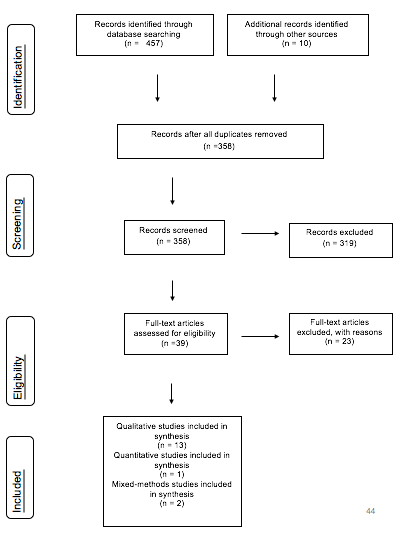 Records identified through
database searching
(n =   457)
Additional records identified
through other sources
(n = 10)
Identification
Records after all duplicates removed
(n =358)
Screening
Records screened
(n = 358)
Records excluded
(n = 319)
Full-text articles
assessed for eligibility
(n =39)
Full-text articles
excluded, with reasons
(n = 23)
Eligibility
Qualitative studies included in
synthesis
(n = 13)
Quantitative studies included in
synthesis
(n = 1)
Mixed-methods studies included
in synthesis
(n = 2)
Included
44